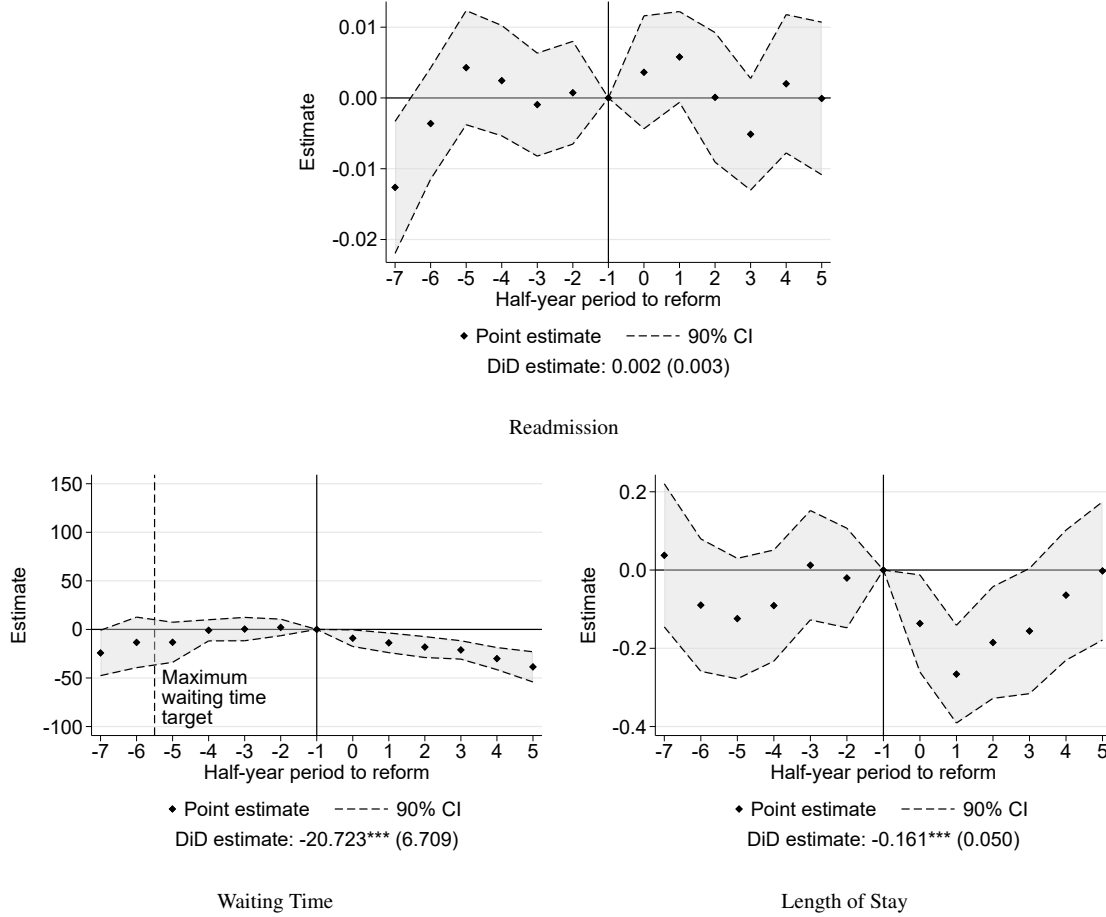 0.01
0.00
-0.01
-0.02
Estimate
-7 -6 -5 -4 -3 -2 -1 0 1 2 3 4 5
Half-year period to reform
Point estimate 90% CI
DiD estimate: 0.002 (0.003)
Readmission
150
100
50
0
-50
-100
Estimate
Maximum
waiting time
target
-7 -6 -5 -4 -3 -2 -1 0 1 2 3 4 5
Half-year period to reform
Point estimate 90% CI
DiD estimate: -20.723*** (6.709)
Waiting Time
0.2
0.0
-0.2
-0.4
Estimate
-7 -6 -5 -4 -3 -2 -1 0 1 2 3 4 5
Half-year period to reform
Point estimate 90% CI
DiD estimate: -0.161*** (0.050)
Length of Stay